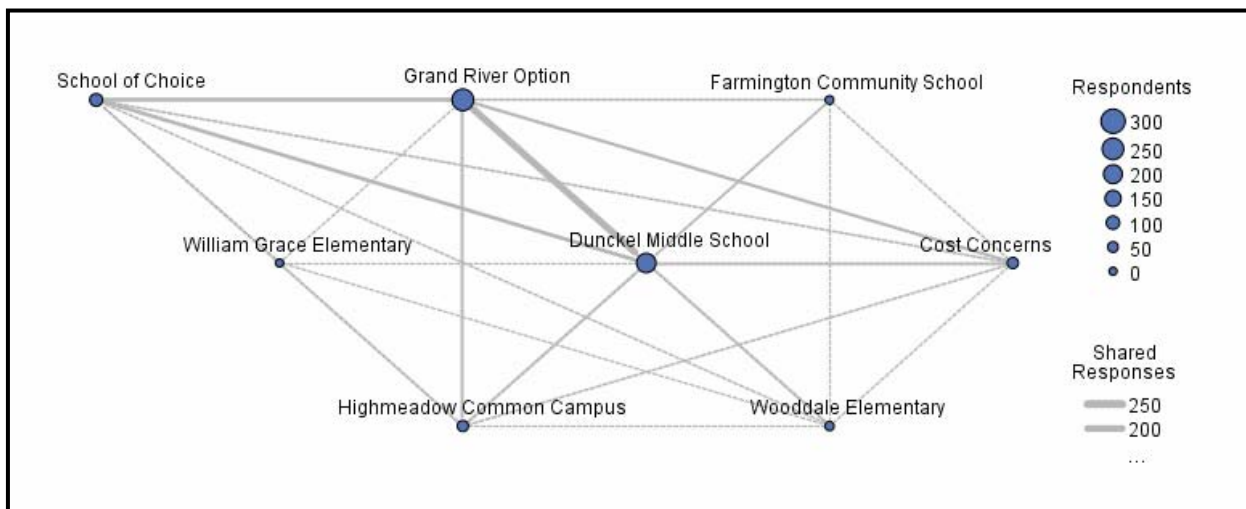 School of Choice
Grand River Option
Farmington Community School
Respondents
300
250
200
150
100
50
0
William Grace Elementary
Dunckel Middle School
Cost Concerns
Highmeadow Common Campus
Wooddale Elementary
Shared
Responses
250
200
...